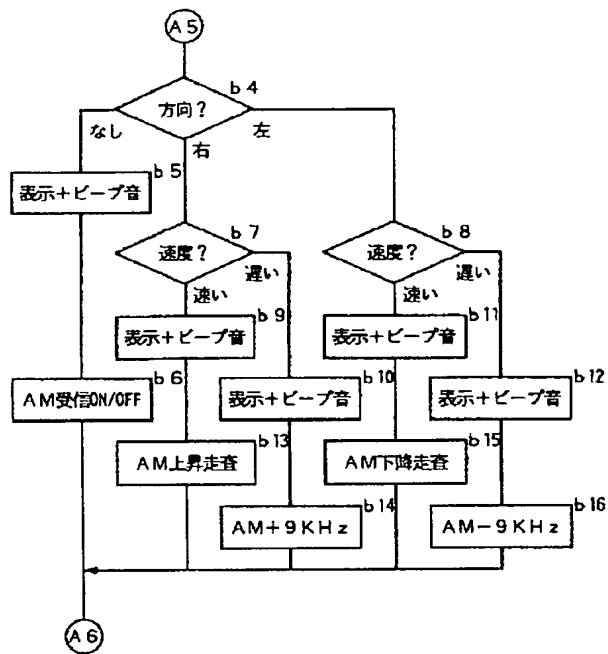 A5
b4
方向?
なし
右
左
b5
表示+ビープ音
b7
速度?
遅い
速い
b8
速度?
遅い
速い
b9
表示+ビープ音
b11
表示+ビープ音
b6
AM受信ON/OFF
b10
表示+ビープ音
b12
表示+ビープ音
b13
AM上昇走査
b15
AM下降走査
b14
AM+9KHz
b16
AM-9KHz
A6